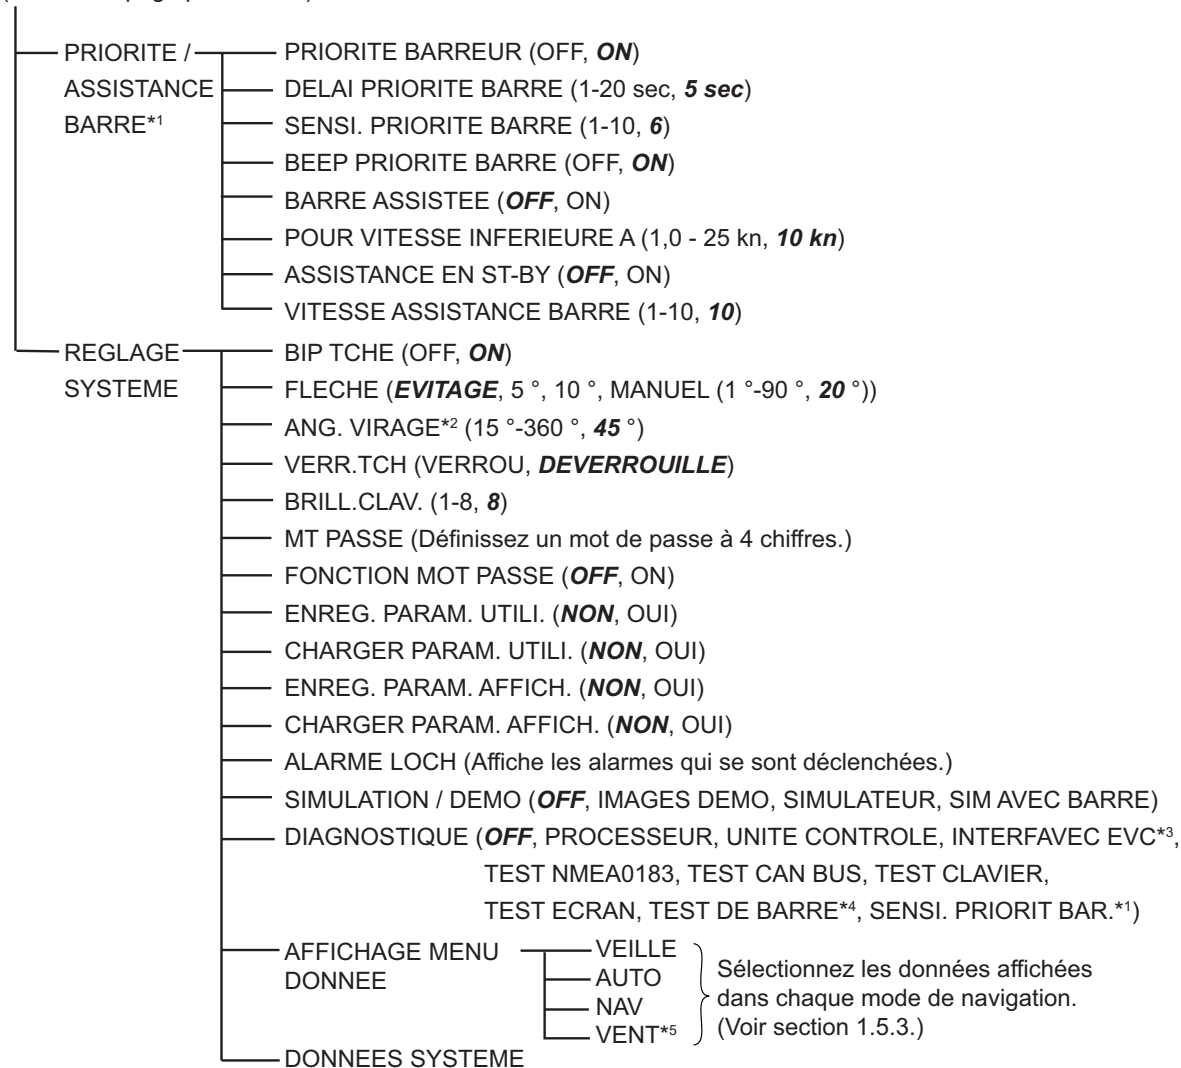 PRIORITE /
ASSISTANCE
BARRE*1
PRIORITE BARREUR (OFF, ON)
DELAI PRIORITE BARRE (1-20 sec, 5 sec)
SENSI. PRIORITE BARRE (1-10, 6)
BEEP PRIORITE BARRE (OFF, ON)
BARRE ASSISTEE (OFF, ON)
POUR VITESSE INFERIEURE A (1,0 - 25 kn, 10 kn)
ASSISTANCE EN ST-BY (OFF, ON)
VITESSE ASSISTANCE BARRE (1-10, 10)
REGLAGE
SYSTEME
BIP TCHE (OFF, ON)
FLECHE (EVITAGE, 5 °, 10 °, MANUEL (1 °-90 °, 20 °))
ANG. VIRAGE*2 (15 °-360 °, 45 °)
VERR.TCH (VERROU, DEVERROUILLE)
BRILL.CLAV. (1-8, 8)
MT PASSE (Définissez un mot de passe à 4 chiffres.)
FONCTION MOT PASSE (OFF, ON)
ENREG. PARAM. UTILI. (NON, OUI)
CHARGER PARAM. UTILI. (NON, OUI)
ENREG. PARAM. AFFICH. (NON, OUI)
CHARGER PARAM. AFFICH. (NON, OUI)
ALARME LOCH (Affiche les alarmes qui se sont déclenchées.)
SIMULATION / DEMO (OFF, IMAGES DEMO, SIMULATEUR, SIM AVEC BARRE)
DIAGNOSTIQUE (OFF, PROCESSEUR, UNITE CONTROLE, INTERFAVEC EVC*3,
TEST NMEA0183, TEST CAN BUS, TEST CLAVIER,
TEST ECRAN, TEST DE BARRE*4, SENSI. PRIORIT BAR.*1)
AFFICHAGE MENU
DONNEE
VEILLE
AUTO
NAV
VENT*5
Sélectionnez les données affichées
dans chaque mode de navigation.
(Voir section 1.5.3.)
DONNEES SYSTEME